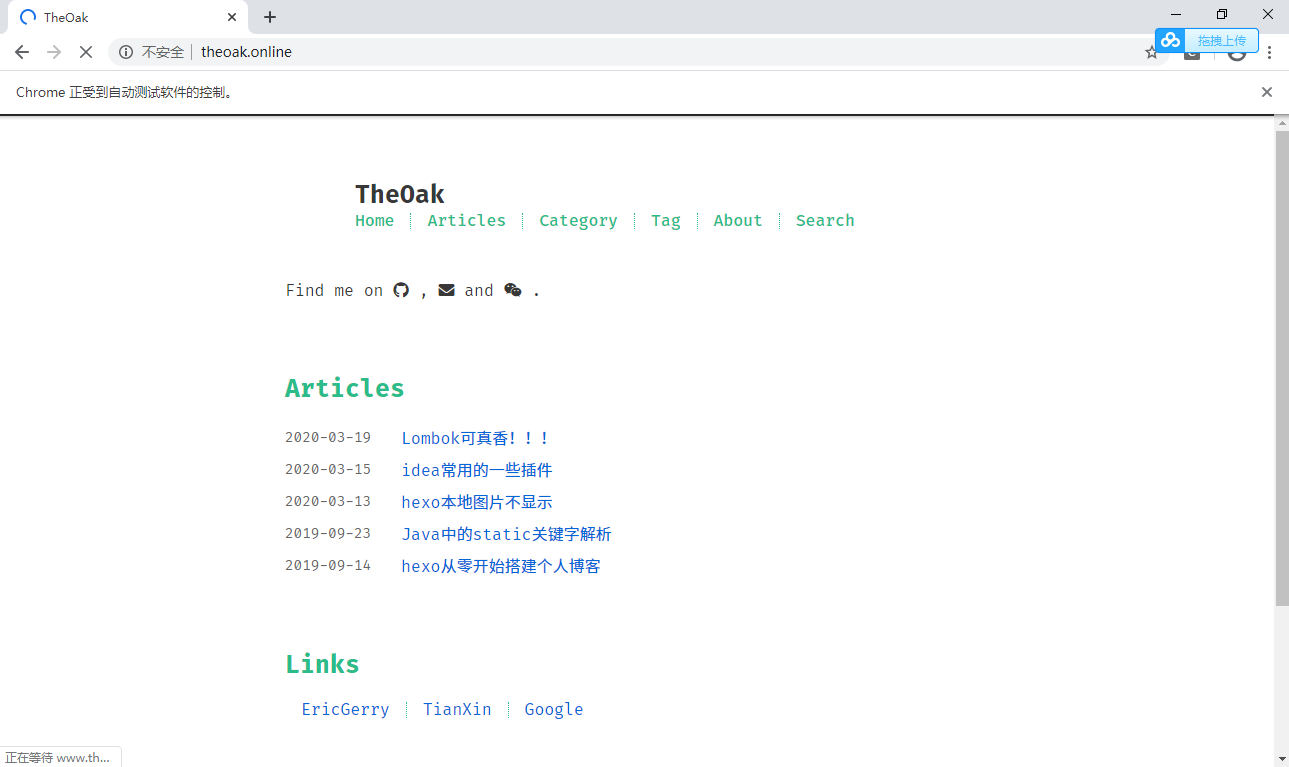 TheOak
不安全 theoak.online
拖拽上传
Chrome 正受到自动测试软件的控制。
TheOak
Home Articles Category Tag About Search
Find me on , and .
Articles
2020-03-19 Lombok可真香！！！
2020-03-15 idea常用的一些插件
2020-03-13 hexo本地图片不显示
2019-09-23 Java中的static关键字解析
2019-09-14 hexo从零开始搭建个人博客
Links
EricGerry TianXin Google
正在等待 www.th...